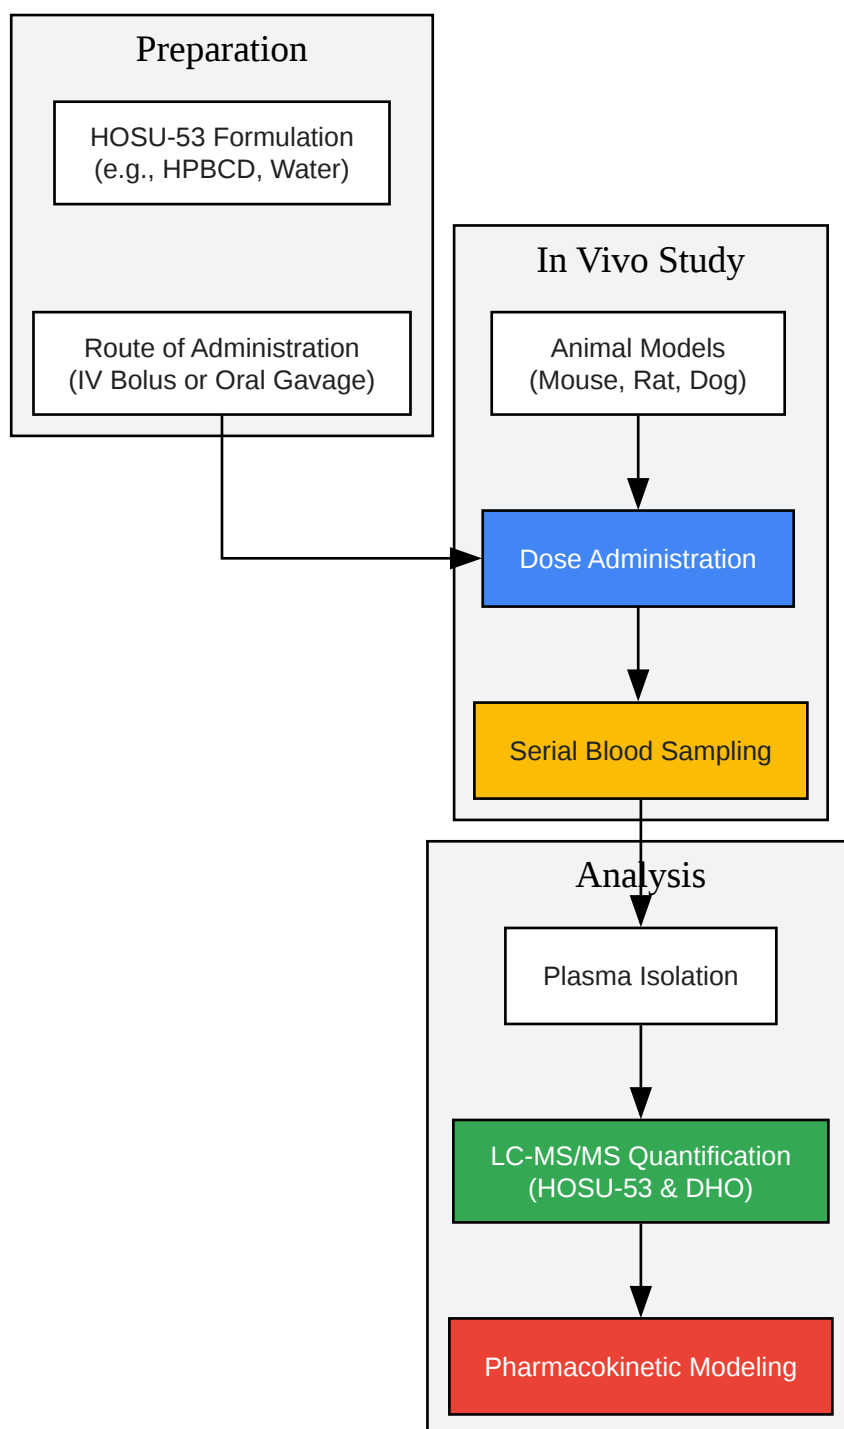 Preparation
HOSU-53 Formulation
(e.g., HPBCD, Water)
Route of Administration
(IV Bolus or Oral Gavage)
In Vivo Study
Animal Models
(Mouse, Rat, Dog)
Dose Administration
Serial Blood Sampling
Analysis
Plasma Isolation
LC-MS/MS Quantification
(HOSU-53 & DHO)
Pharmacokinetic Modeling